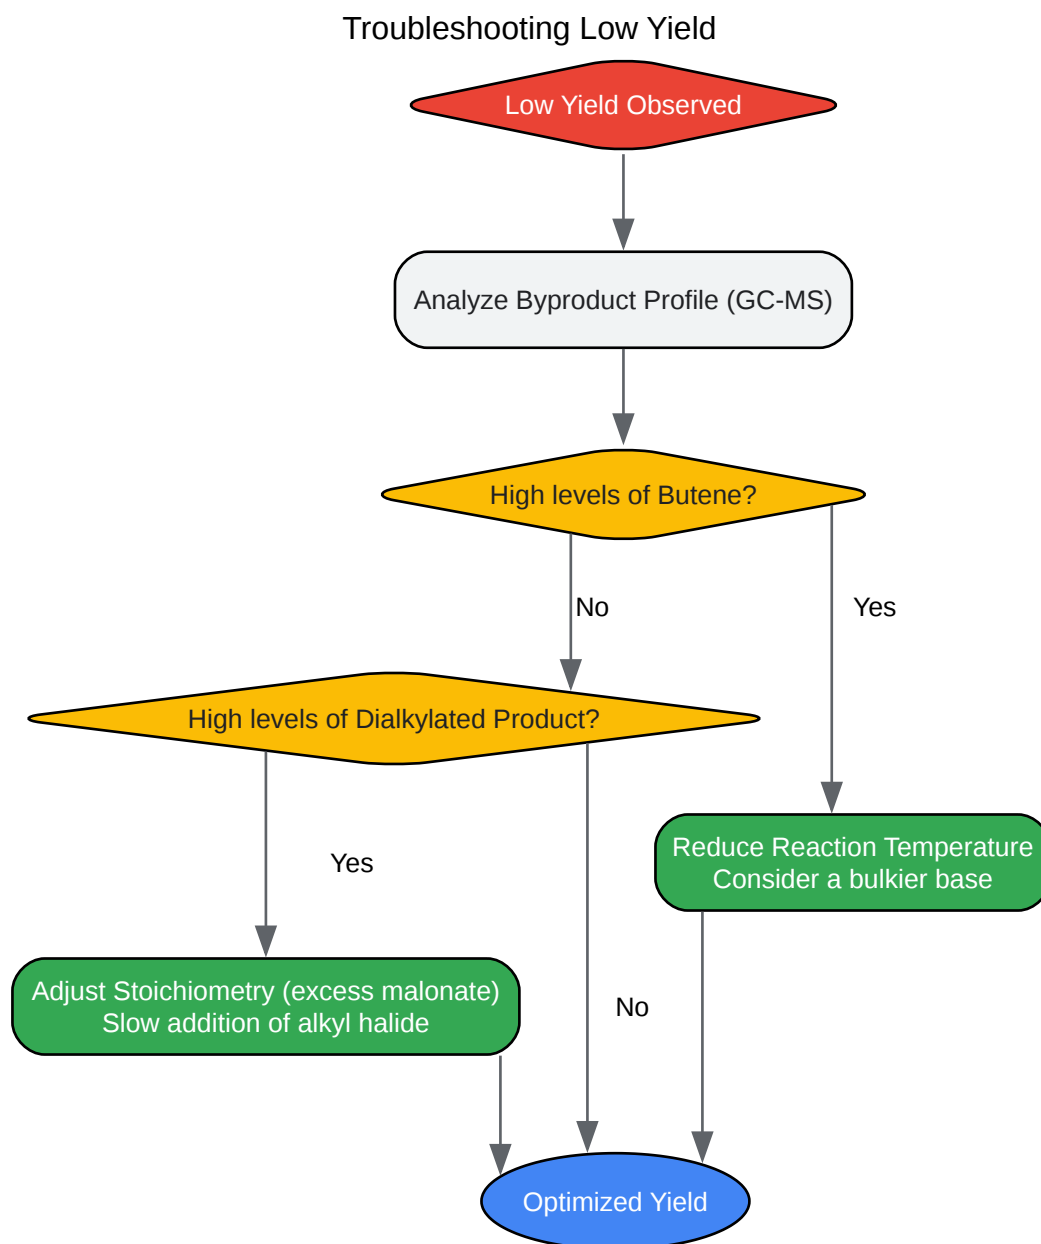 Troubleshooting Low Yield
Low Yield Observed
Analyze Byproduct Profile (GC-MS)
High levels of Butene?
No
Yes
High levels of Dialkylated Product?
Reduce Reaction Temperature
Consider a bulkier base
Yes
Adjust Stoichiometry (excess malonate)
Slow addition of alkyl halide
No
Optimized Yield